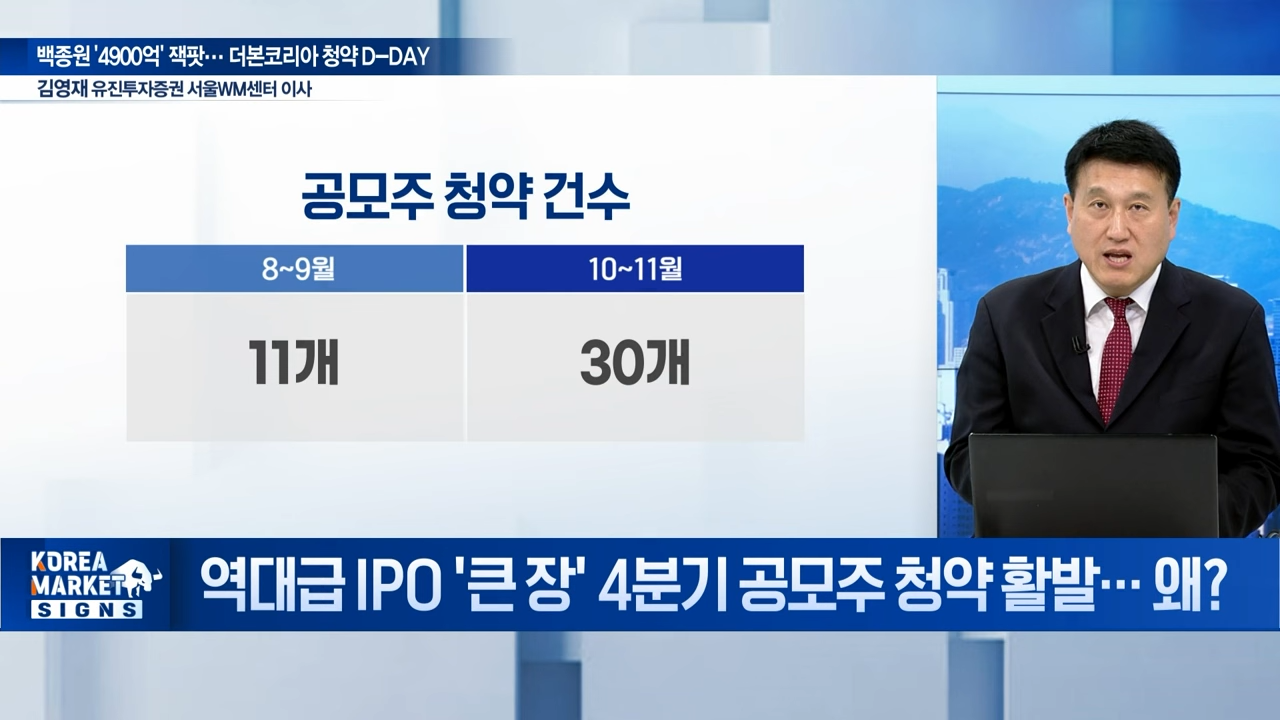 백종원 '4900억' 잭팟… 더본코리아 청약 D-DAY
김영재 유진투자증권 서울WM센터 이사
공모주 청약 건수
8~9월 10~11월
11개 30개
KOREA
MARKET
SIGNS
역대급 IPO '큰 장' 4분기 공모주 청약 활발… 왜?